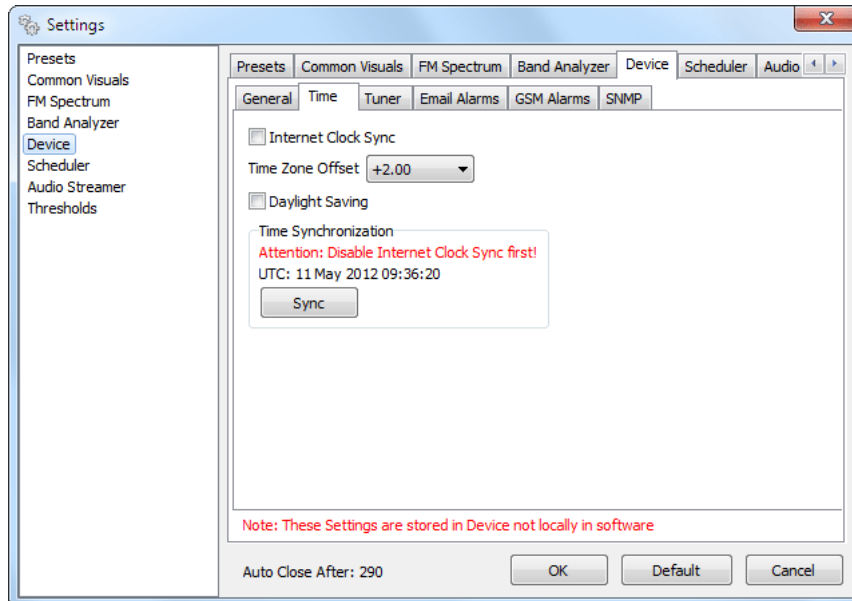 Settings
Presets
Common Visuals
FM Spectrum
Band Analyzer
Device
Scheduler
Audio Streamer
Thresholds
Presets Common Visuals FM Spectrum Band Analyzer Device Scheduler Audio
General Time Tuner Email Alarms GSM Alarms SNMP
Internet Clock Sync
Time Zone Offset +2.00
Daylight Saving
Time Synchronization
Attention: Disable Internet Clock Sync first!
UTC: 11 May 2012 09:36:20
Sync
Note: These Settings are stored in Device not locally in software
Auto Close After: 290 OK Default Cancel